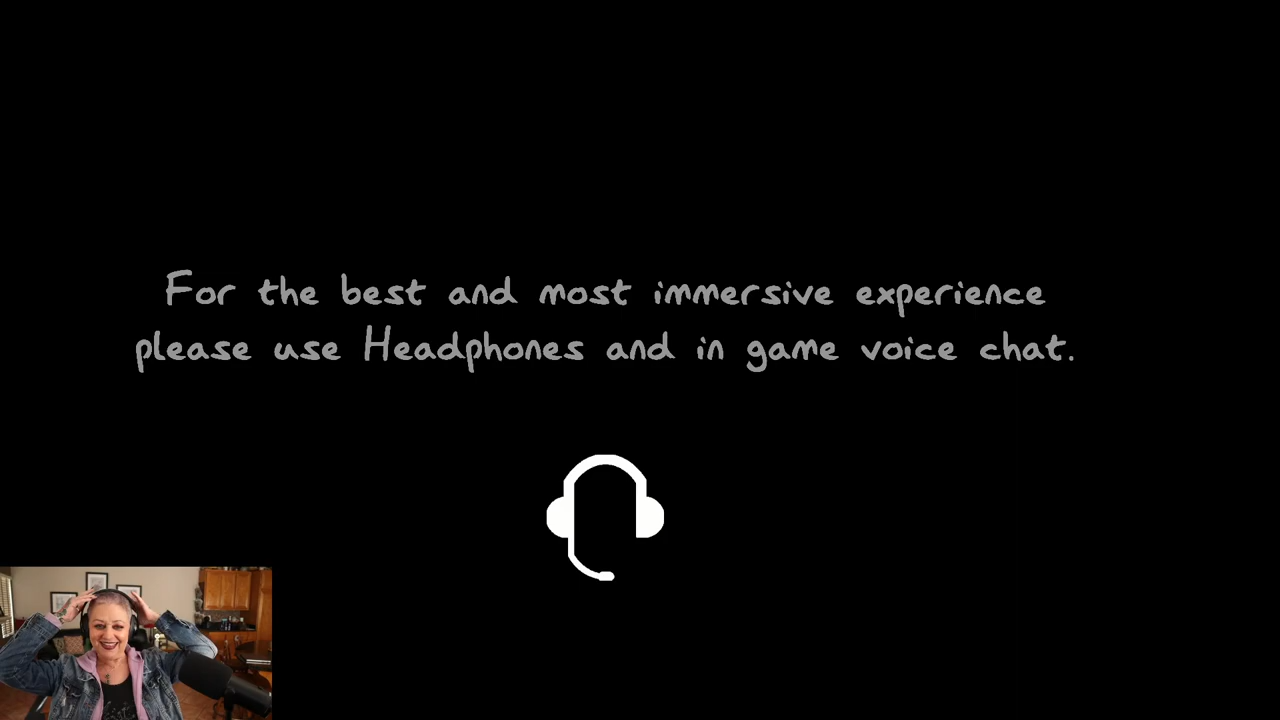 For the best and most immersive experience
please use Headphones and in game voice chat.